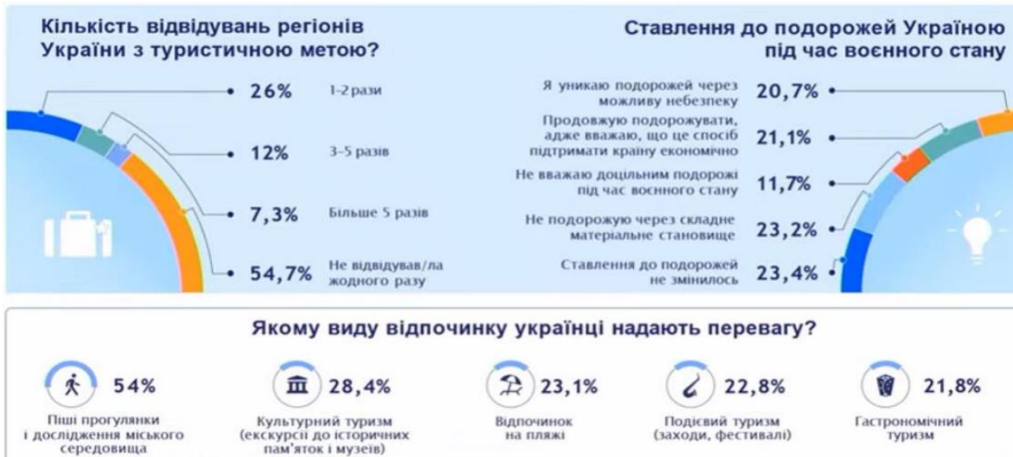 Кількість відвідувань регіонів
України з туристичною метою?
26% 1-2 рази
12% 3-5 разів
7,3% Більше 5 разів
54,7% Не відвідував/ла
жодного разу
Ставлення до подорожей Україною
під час воєнного стану
Я уникаю подорожей через
можливу небезпеку
20,7%
Продовжую подорожувати,
адже вважаю, що це спосіб
підтримати країну економічно
21,1%
Не вважаю доцільним подорожі
під час воєнного стану
11,7%
Не подорожую через складне
матеріальне становище
23,2%
Ставлення до подорожей
не змінилось
23,4%
Якому виду відпочинку українці надають перевагу?
54%
Піші прогулянки
і дослідження міського
середовища
28,4%
Культурний туризм
(екскурсії до історичних
пам'яток і музеїв)
23,1%
Відпочинок
на пляжі
22,8%
Подієвий туризм
(заходи, фестивалі)
21,8%
Гастрономічний
туризм